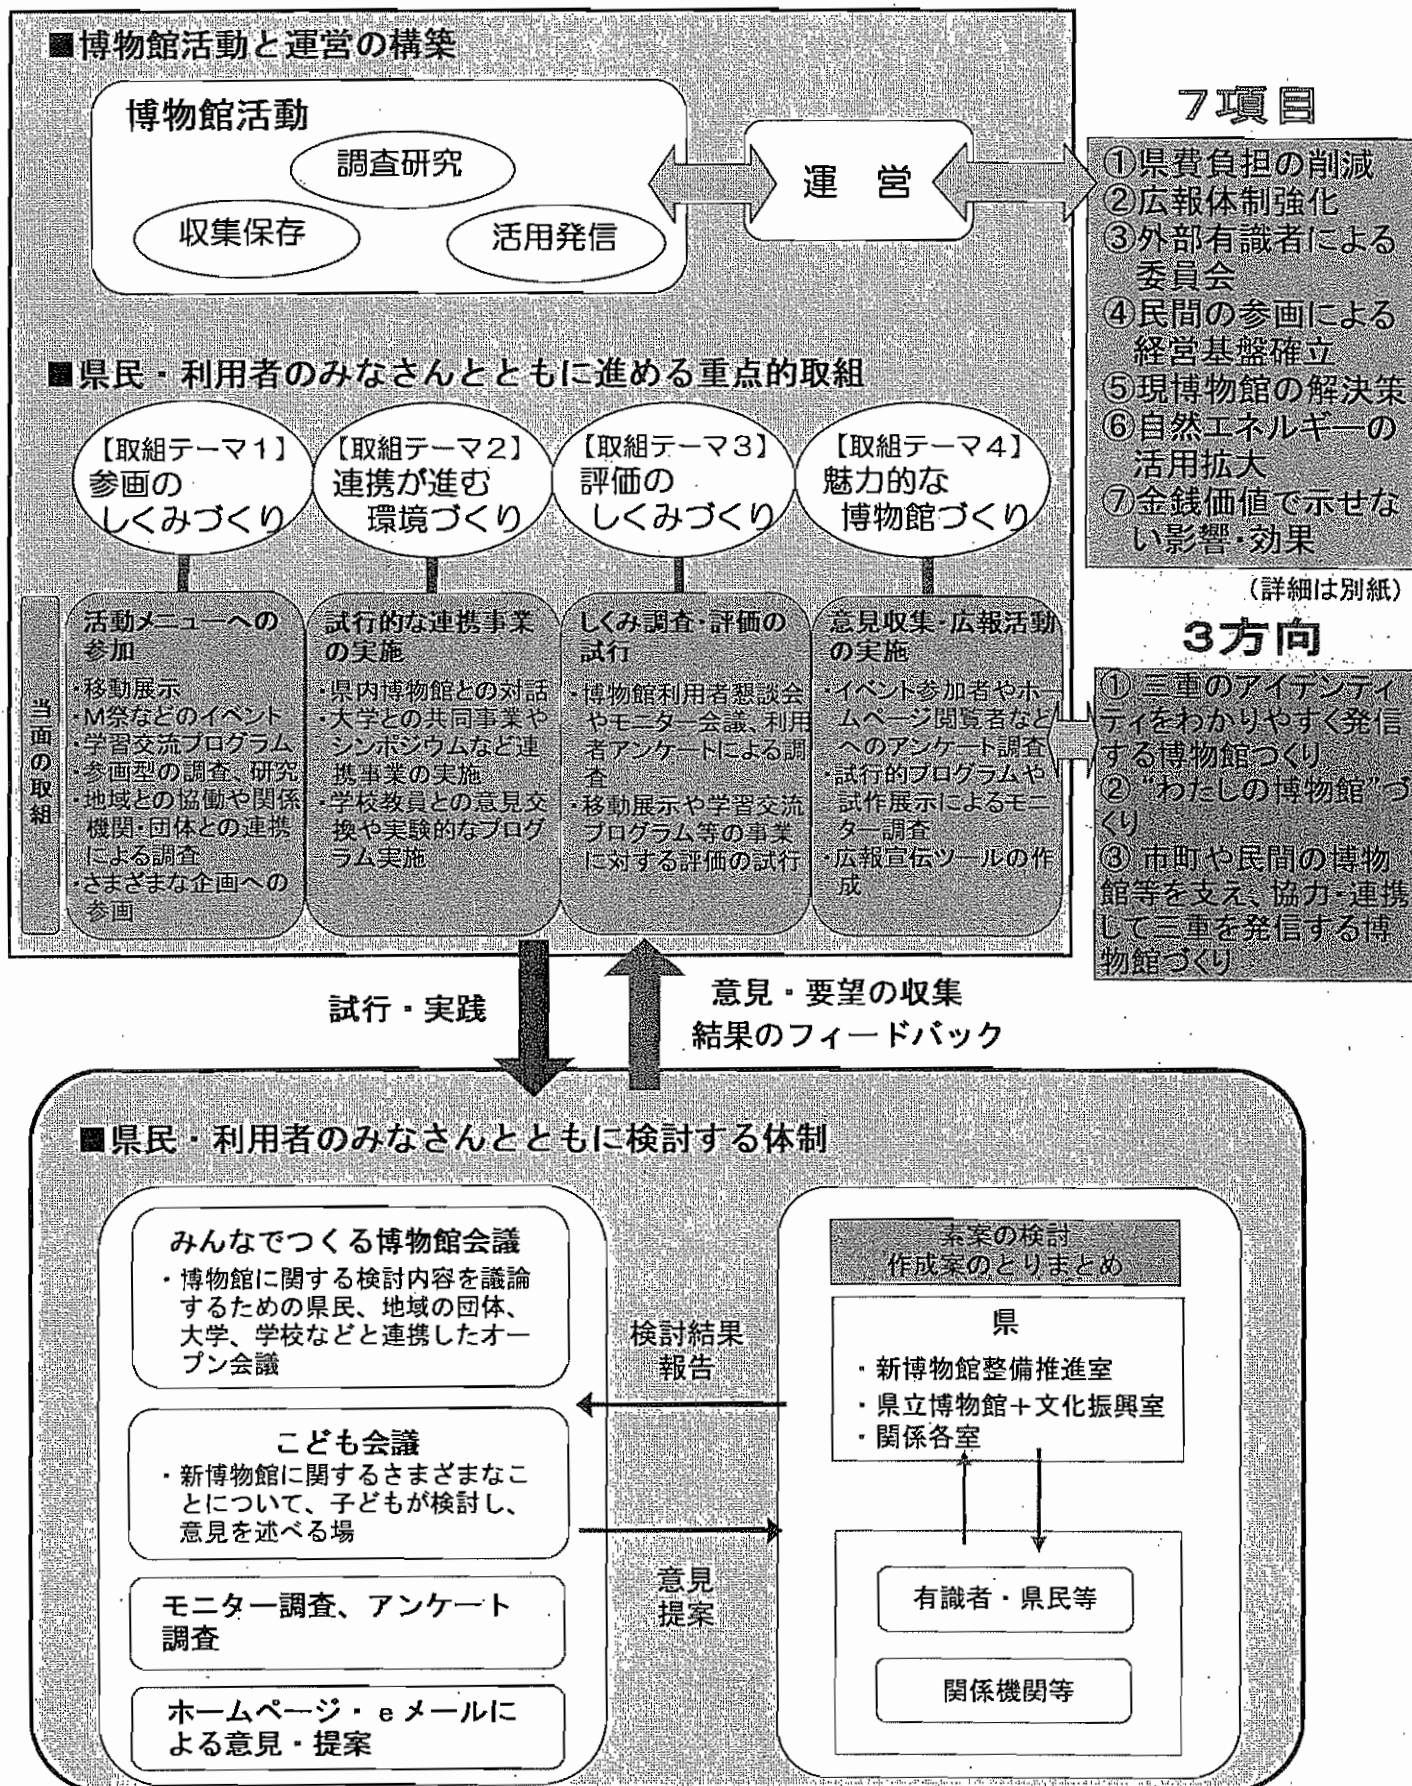 ■博物館活動と運営の構築
博物館活動
調査研究
収集保存
活用発信
運 営
7項目
①県費負担の削減
②広報体制強化
③外部有識者による
委員会
④民間の参画による
経営基盤確立
⑤現博物館の解決策
⑥自然エネルギーの
活用拡大
⑦金銭価値で示せな
い影響・効果
(詳細は別紙)
■県民・利用者のみなさんとともに進める重点的取組
【取組テーマ1】
参画の
しくみづくり
【取組テーマ2】
連携が進む
環境づくり
【取組テーマ3】
評価の
しくみづくり
【取組テーマ4】
魅力的な
博物館づくり
当面の取組
活動メニューへの
参加
・移動展示
・M祭などのイベント
・学習交流プログラム
・参画型の調査、研究
・地域との協働や関係
機関・団体との連携
による調査
・さまざまな企画への
参画
試行的な連携事業
の実施
・県内博物館との対話
・大学との共同事業や
シンポジウムなど連
携事業の実施
・学校教員との意見交
換や実験的なプログ
ラム実施
しくみ調査・評価の
試行
・博物館利用者懇談会
やモニター会議、利用
者アンケートによる調
査
・移動展示や学習交流
プログラム等の事業
に対する評価の試行
意見収集・広報活動
の実施
・イベント参加者やホー
ムページ閲覧者など
へのアンケート調査
・試行的プログラムや
試作展示によるモニ
ター調査
・広報宣伝ツールの作
成
3方向
① 三重のアイデンティ
ティをわかりやすく発信
する博物館づくり
② “わたしの博物館”づ
くり
③ 市町や民間の博物
館等を支え、協力・連携
して三重を発信する博
物館づくり
試行・実践
意見・要望の収集
結果のフィードバック
■県民・利用者のみなさんとともに検討する体制
みんなでつくる博物館会議
・博物館に関する検討内容を議論
するための県民、地域の団体、
大学、学校などと連携したオー
プン会議
こども会議
・新博物館に関するさまざまなこ
とについて、子どもが検討し、
意見を述べる場
モニター調査、アンケート
調査
ホームページ・eメールに
よる意見・提案
検討結果
報告
意見
提案
素案の検討
作成案のとりまとめ
県
・新博物館整備推進室
・県立博物館+文化振興室
・関係各室
有識者・県民等
関係機関等